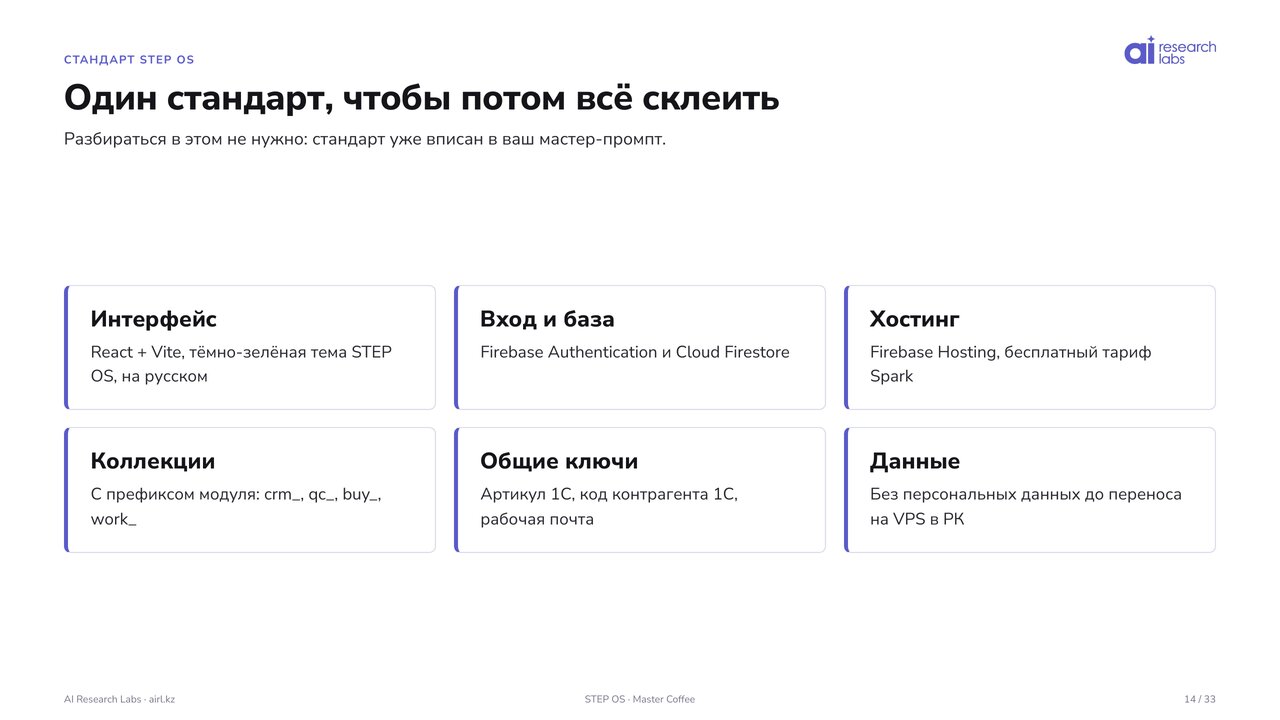 СТАНДАРТ STEP OS
ai research labs
Один стандарт, чтобы потом всё склеить
Разбираться в этом не нужно: стандарт уже вписан в ваш мастер-промпт.
Интерфейс
React + Vite, тёмно-зелёная тема STEP
OS, на русском
Вход и база
Firebase Authentication и Cloud Firestore
Хостинг
Firebase Hosting, бесплатный тариф
Spark
Коллекции
С префиксом модуля: crm_, qc_, buy_,
work_
Общие ключи
Артикул 1С, код контрагента 1С,
рабочая почта
Данные
Без персональных данных до переноса
на VPS в РК
AI Research Labs · airl.kz
STEP OS · Master Coffee
14 / 33